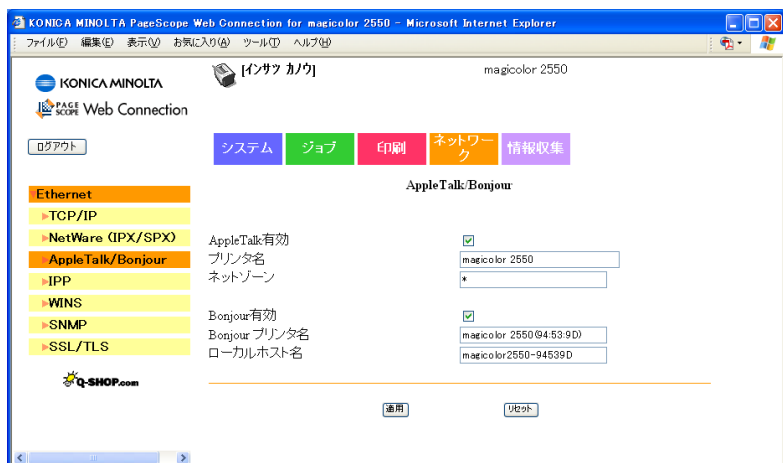 KONICA MINOLTA PageScope Web Connection for magicolor 2550 - Microsoft Internet Explorer
ファイル(F) 編集(E) 表示(V) お気に入り(A) ツール(T) ヘルプ(H)
KONICA MINOLTA
[インサツ カノウ]
magicolor 2550
PAGE SCOPE Web Connection
ログアウト
システム
ジョブ
印刷
ネットワー
ク
情報収集
AppleTalk/Bonjour
Ethernet
TCP/IP
NetWare (IPX/SPX)
AppleTalk/Bonjour
IPP
WINS
SNMP
SSL/TLS
Q-SHOP.com
AppleTalk有効
プリンタ名 magicolor 2550
ネットゾーン *
Bonjour有効
Bonjour プリンタ名 magicolor 2550(94:53:9D)
ローカルホスト名 magicolor2550-94539D
適用 リセット